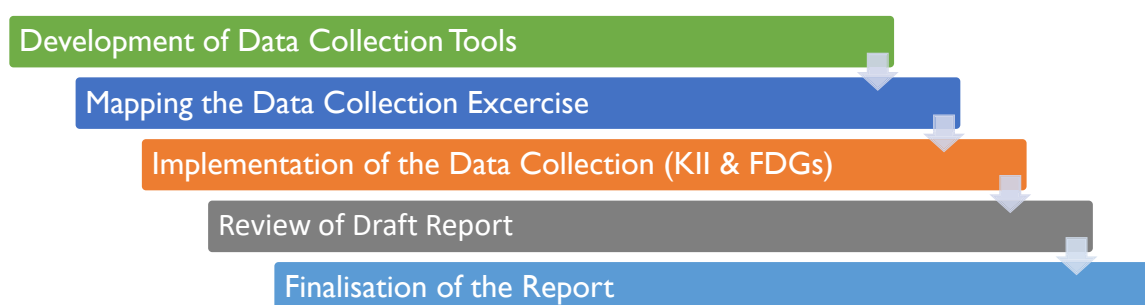 Development of Data Collection Tools
Mapping the Data Collection Excercise
Implementation of the Data Collection (KII & FDGs)
Review of Draft Report
Finalisation of the Report